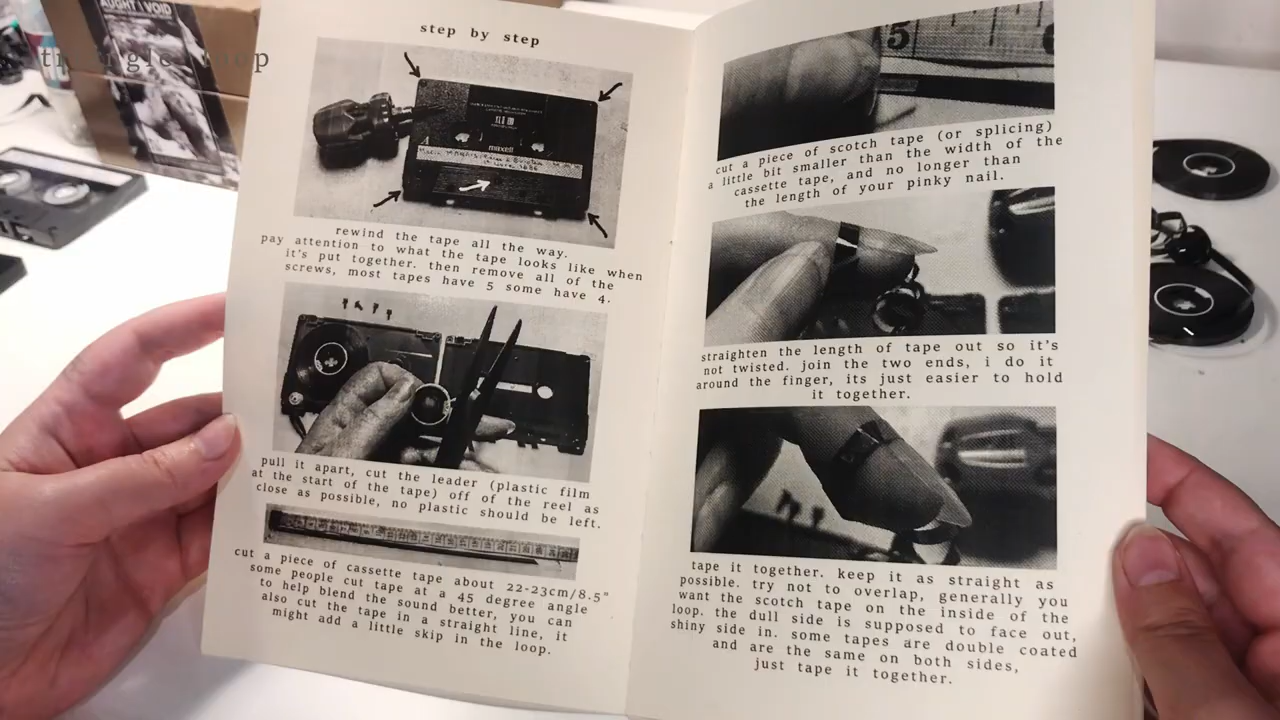 AUGHT VOID
step by step
maxell
rewind the tape all the way.
pay attention to what the tape looks like when
it's put together. then remove all of the
screws, most tapes have 5 some have 4.
pull it apart, cut the leader (plastic film
at the start of the tape) off of the reel as
close as possible, no plastic should be left.
cut a piece of cassette tape about 22-23cm/8.5"
some people cut tape at a 45 degree angle
to help blend the sound better, you can
also cut the tape in a straight line, it
might add a little skip in the loop.
5
cut a piece of scotch tape (or splicing)
a little bit smaller than the width of the
cassette tape, and no longer than
the length of your pinky nail.
straighten the length of tape out so it's
not twisted. join the two ends, i do it
around the finger, its just easier to hold
it together.
tape it together. keep it as straight as
possible. try not to overlap, generally you
want the scotch tape on the inside of the
loop. the dull side is supposed to face out,
shiny side in. some tapes are double coated
and are the same on both sides,
just tape it together.